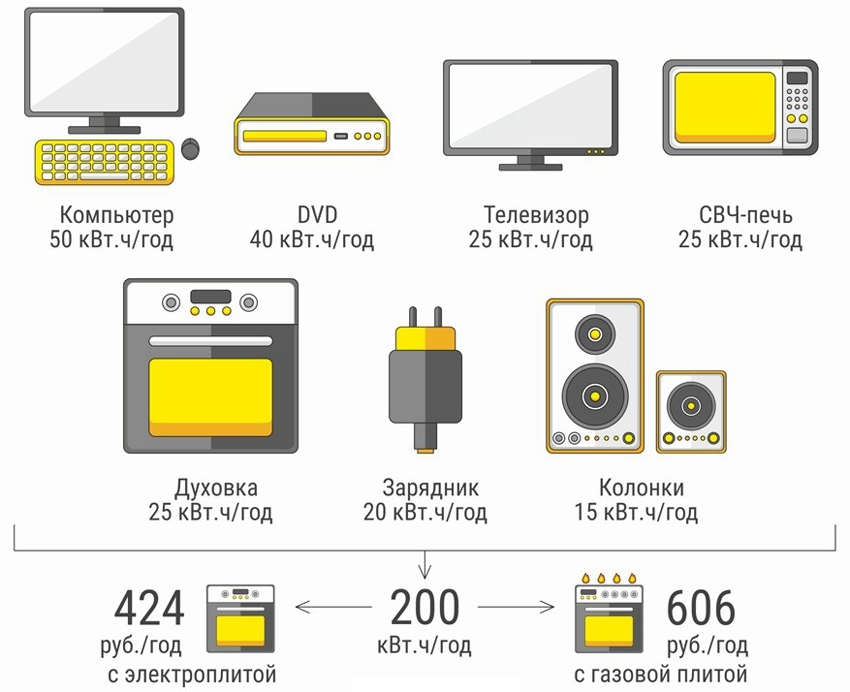 Компьютер
50 кВт.ч/год
DVD
40 кВт.ч/год
Телевизор
25 кВт.ч/год
СВЧ-печь
25 кВт.ч/год
Духовка
25 кВт.ч/год
Зарядник
20 кВт.ч/год
Колонки
15 кВт.ч/год
424
руб./год
с электроплитой
200
кВт.ч/год
606
руб./год
с газовой плитой